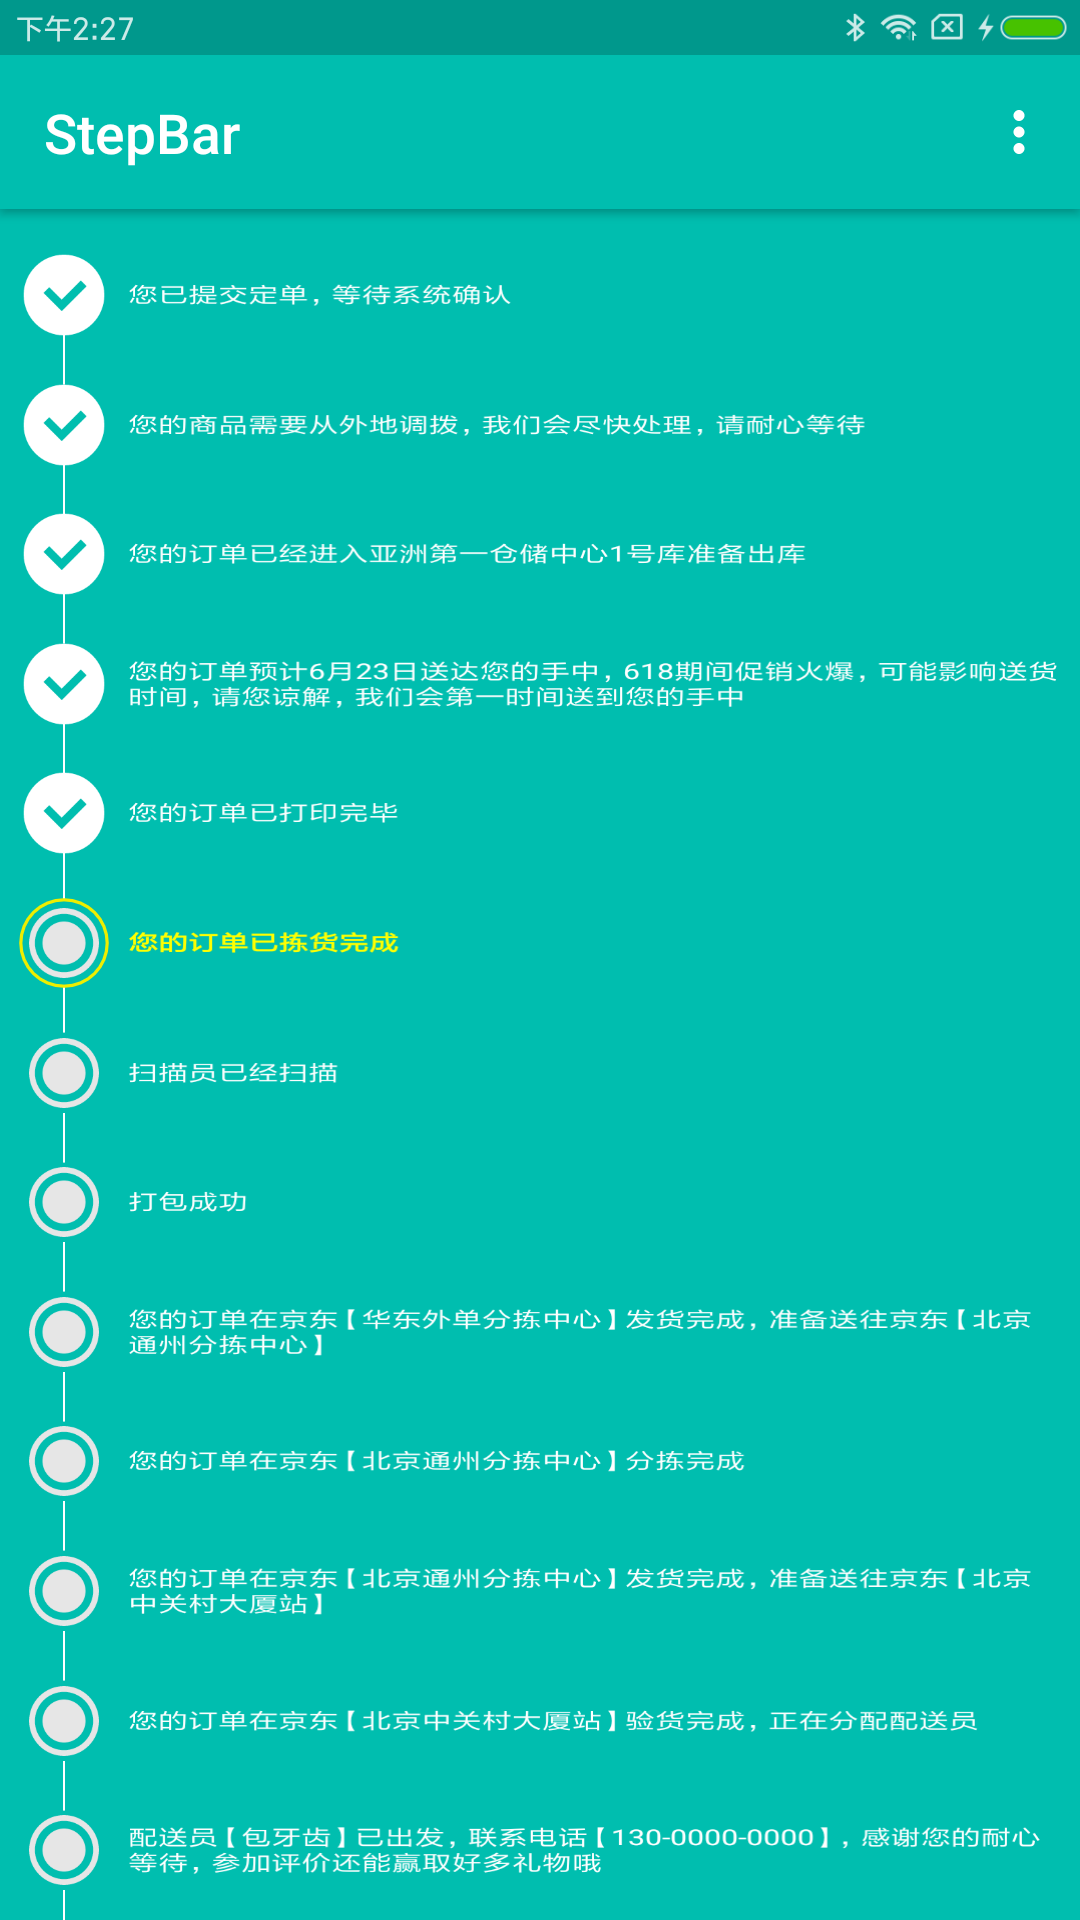 下午2:27
StepBar
您已提交定单，等待系统确认
您的商品需要从外地调拨，我们会尽快处理，请耐心等待
您的订单已经进入亚洲第一仓储中心1号库准备出库
您的订单预计6月23日送达您的手中，618期间促销火爆，可能影响送货
时间，请您谅解，我们会第一时间送到您的手中
您的订单已打印完毕
您的订单已拣货完成
扫描员已经扫描
打包成功
您的订单在京东【华东外单分拣中心】发货完成，准备送往京东【北京
通州分拣中心】
您的订单在京东【北京通州分拣中心】分拣完成
您的订单在京东【北京通州分拣中心】发货完成，准备送往京东【北京
中关村大厦站】
您的订单在京东【北京中关村大厦站】验货完成，正在分配配送员
配送员【包牙齿】已出发，联系电话【130-0000-0000】，感谢您的耐心
等待，参加评价还能赢取好多礼物哦